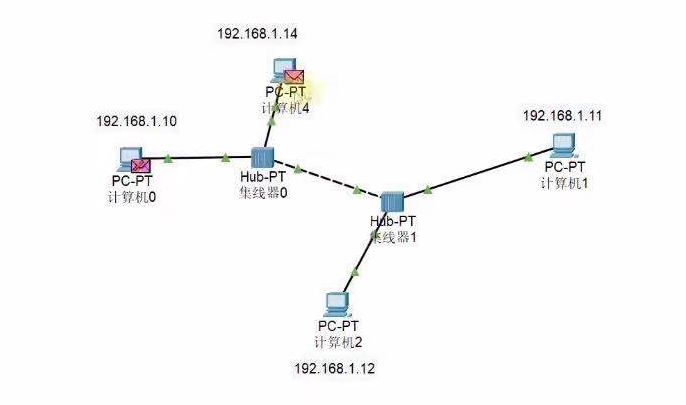 192.168.1.14
PC-PT
计算机4
192.168.1.10
192.168.1.11
PC-PT
计算机0
Hub-PT
集线器0
PC-PT
计算机1
Hub-PT
集线器1
PC-PT
计算机2
192.168.1.12